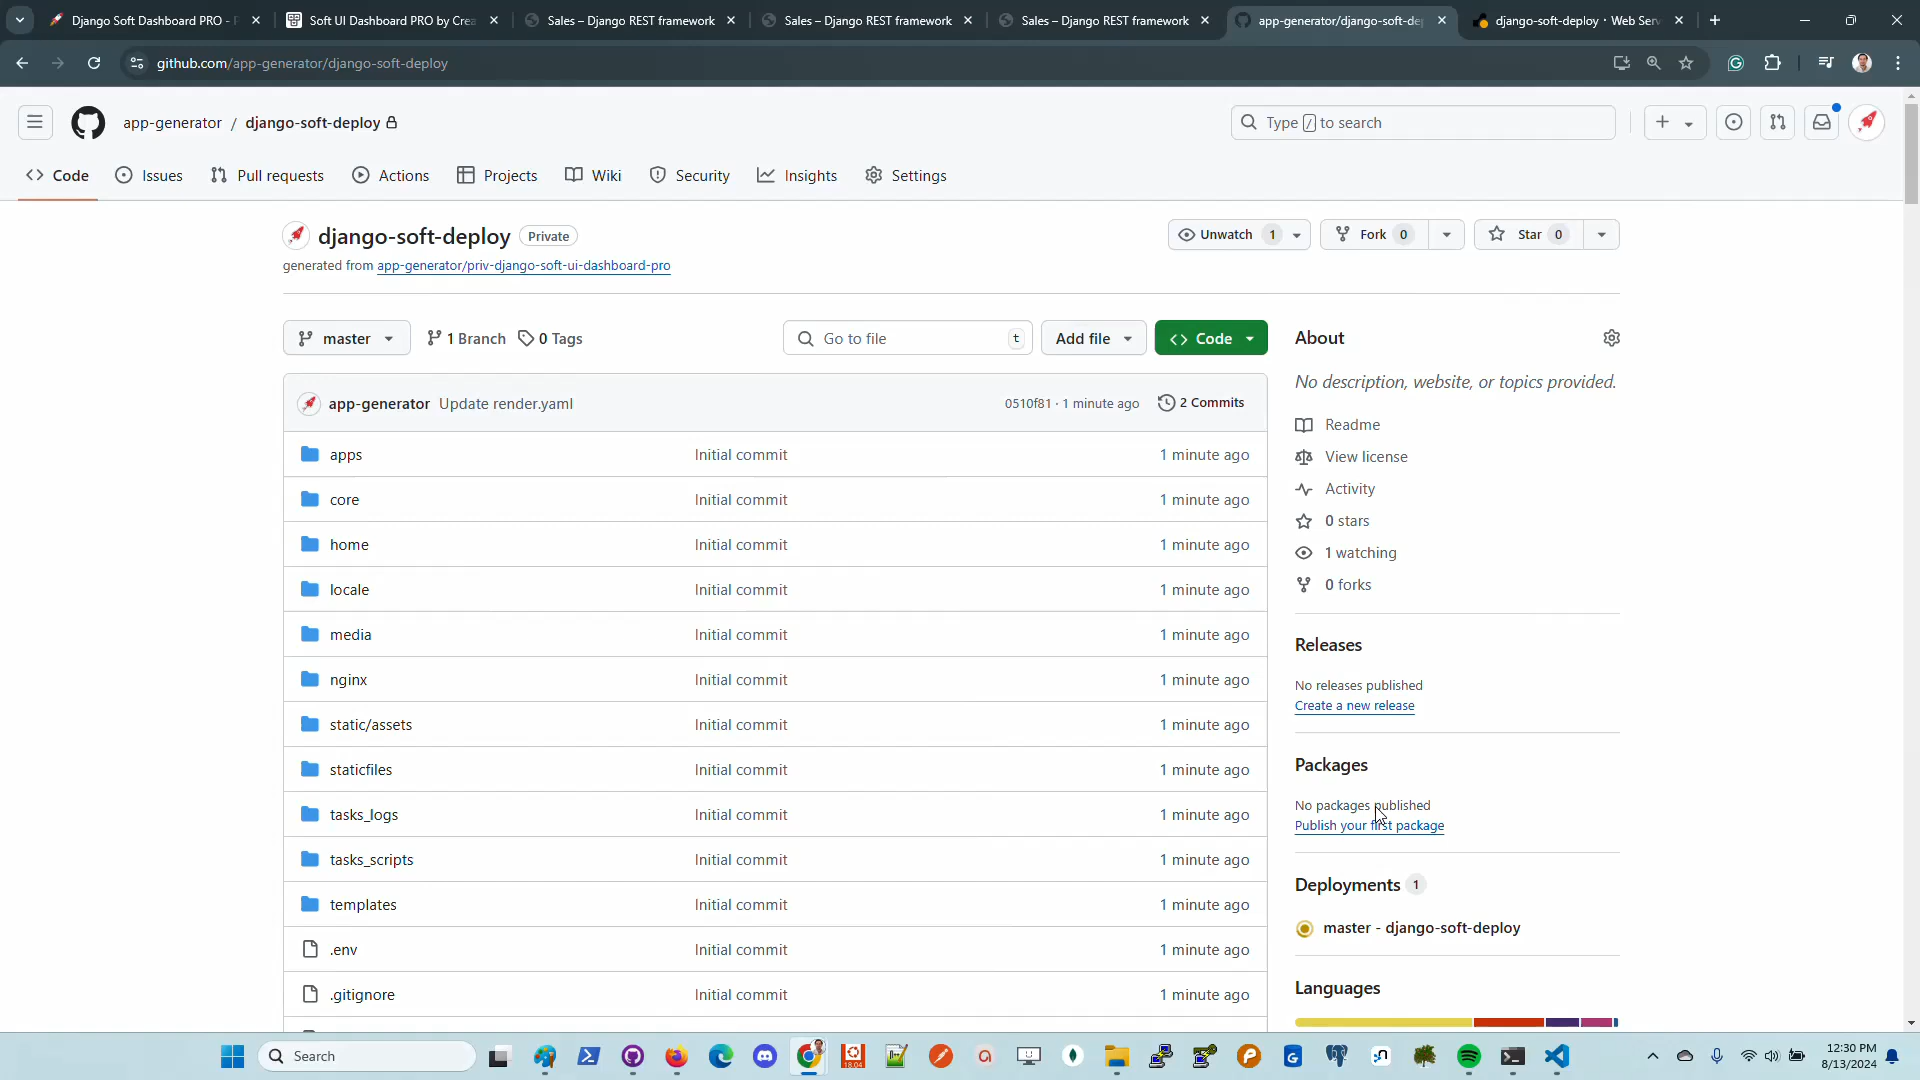 Django Soft Dashboard PRO - P
Soft UI Dashboard PRO by Crea
Sales – Django REST framework
Sales – Django REST framework
Sales – Django REST framework
app-generator/django-soft-dep
django-soft-deploy · Web Serv
github.com/app-generator/django-soft-deploy
app-generator / django-soft-deploy
Type / to search
Code
Issues
Pull requests
Actions
Projects
Wiki
Security
Insights
Settings
django-soft-deploy Private
Unwatch 1
Fork 0
Star 0
generated from app-generator/priv-django-soft-ui-dashboard-pro
master
1 Branch
0 Tags
Go to file t
Add file
Code
app-generator Update render.yaml 0510f81 · 1 minute ago 2 Commits
apps Initial commit 1 minute ago
core Initial commit 1 minute ago
home Initial commit 1 minute ago
locale Initial commit 1 minute ago
media Initial commit 1 minute ago
nginx Initial commit 1 minute ago
static/assets Initial commit 1 minute ago
staticfiles Initial commit 1 minute ago
tasks_logs Initial commit 1 minute ago
tasks_scripts Initial commit 1 minute ago
templates Initial commit 1 minute ago
.env Initial commit 1 minute ago
.gitignore Initial commit 1 minute ago
About
No description, website, or topics provided.
Readme
View license
Activity
0 stars
1 watching
0 forks
Releases
No releases published
Create a new release
Packages
No packages published
Publish your first package
Deployments 1
master - django-soft-deploy
Languages
Search
18.04
12:30 PM
8/13/2024